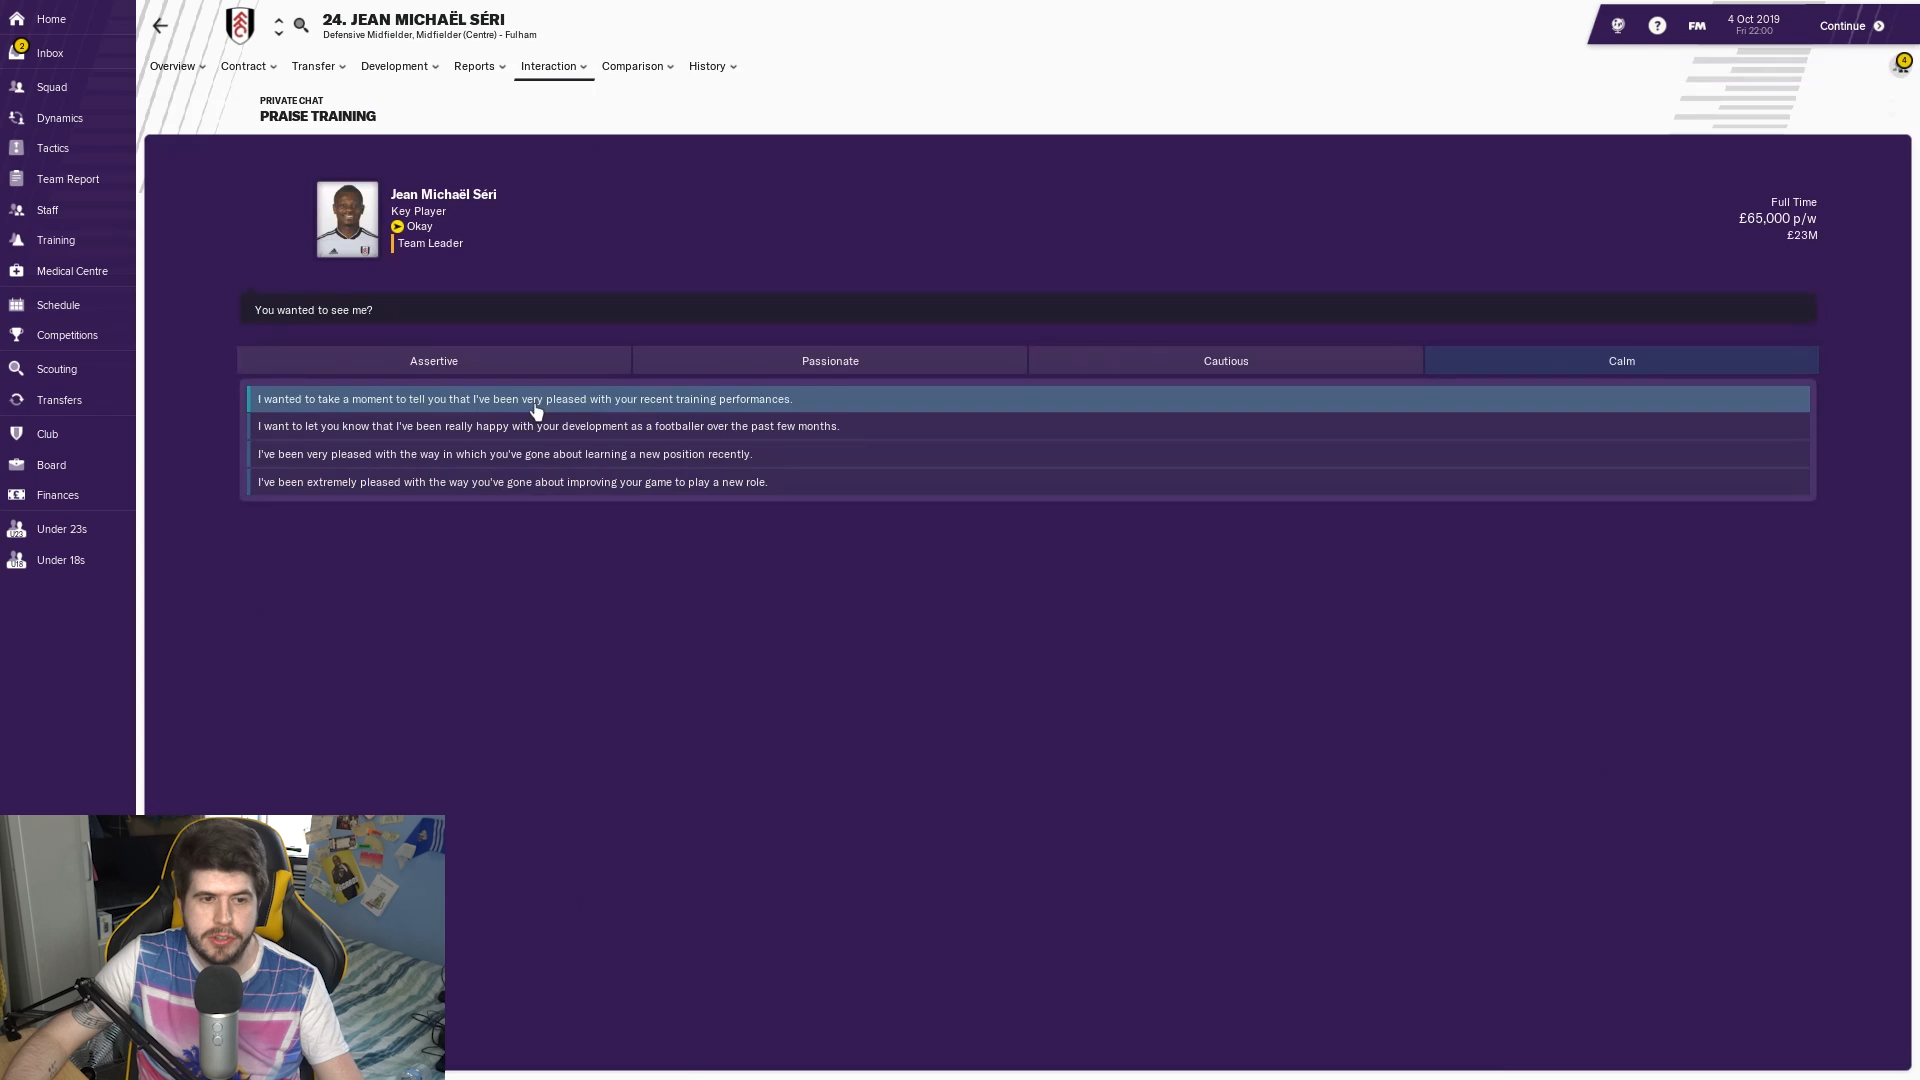 Home
2
Inbox
Squad
Dynamics
Tactics
Team Report
Staff
Training
Medical Centre
Schedule
Competitions
Scouting
Transfers
Club
Board
Finances
U23
Under 23s
U18
Under 18s
24. JEAN MICHAËL SÉRI
Defensive Midfielder, Midfielder (Centre) - Fulham
?
FM
4 Oct 2019
Fri 22:00
Continue
4
Overview
Contract
Transfer
Development
Reports
Interaction
Comparison
History
PRIVATE CHAT
PRAISE TRAINING
Jean Michaël Séri
Key Player
Okay
Team Leader
Full Time
£65,000 p/w
£23M
You wanted to see me?
Assertive
Passionate
Cautious
Calm
I wanted to take a moment to tell you that I've been very pleased with your recent training performances.
I want to let you know that I've been really happy with your development as a footballer over the past few months.
I've been very pleased with the way in which you've gone about learning a new position recently.
I've been extremely pleased with the way you've gone about improving your game to play a new role.